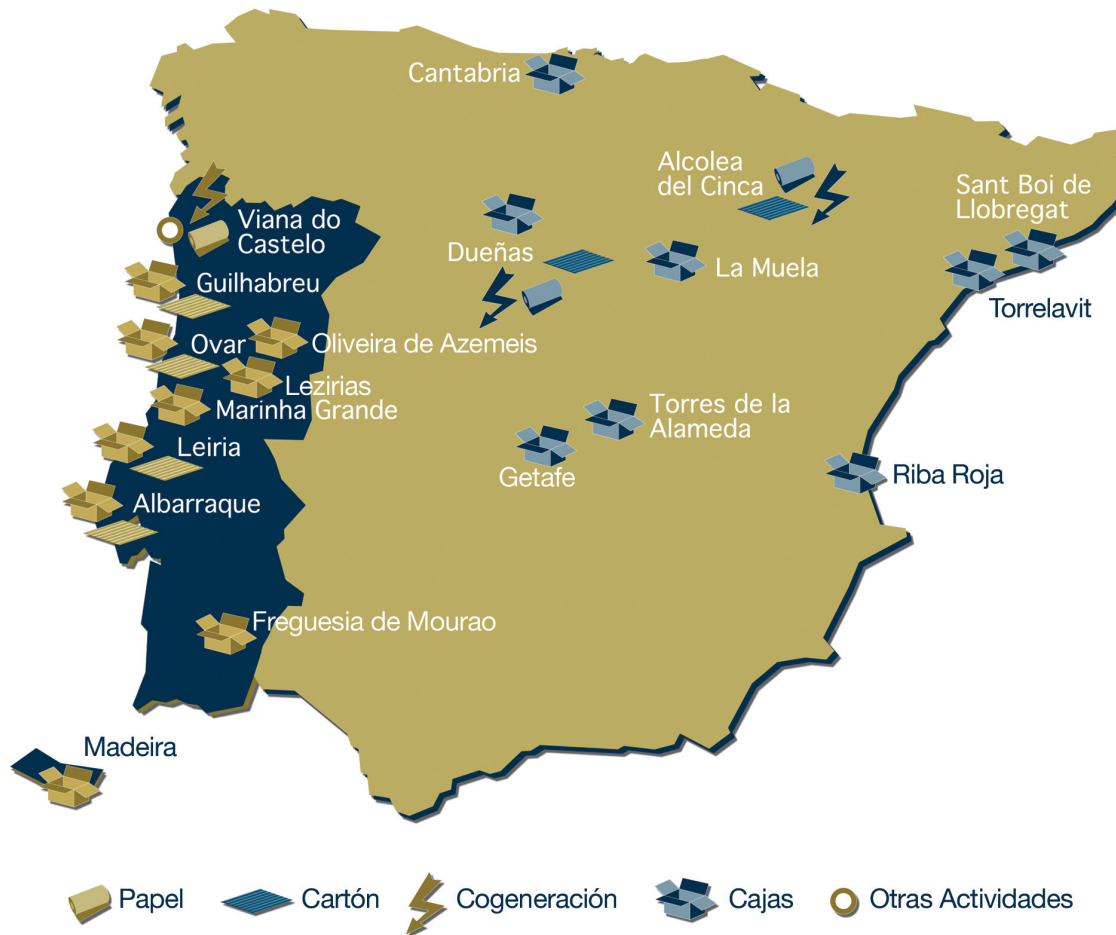 Cantabria
Alcolea
del Cinca
Sant Boi de
Llobregat
Viana do
Castelo
Dueñas
La Muela
Guilhabreu
Torrelavit
Ovar
Oliveira de Azemeis
Lezirias
Marinha Grande
Torres de la
Alameda
Leiria
Getafe
Riba Roja
Albarraque
Freguesia de Mourao
Madeira
Papel
Cartón
Cogeneración
Cajas
Otras Actividades